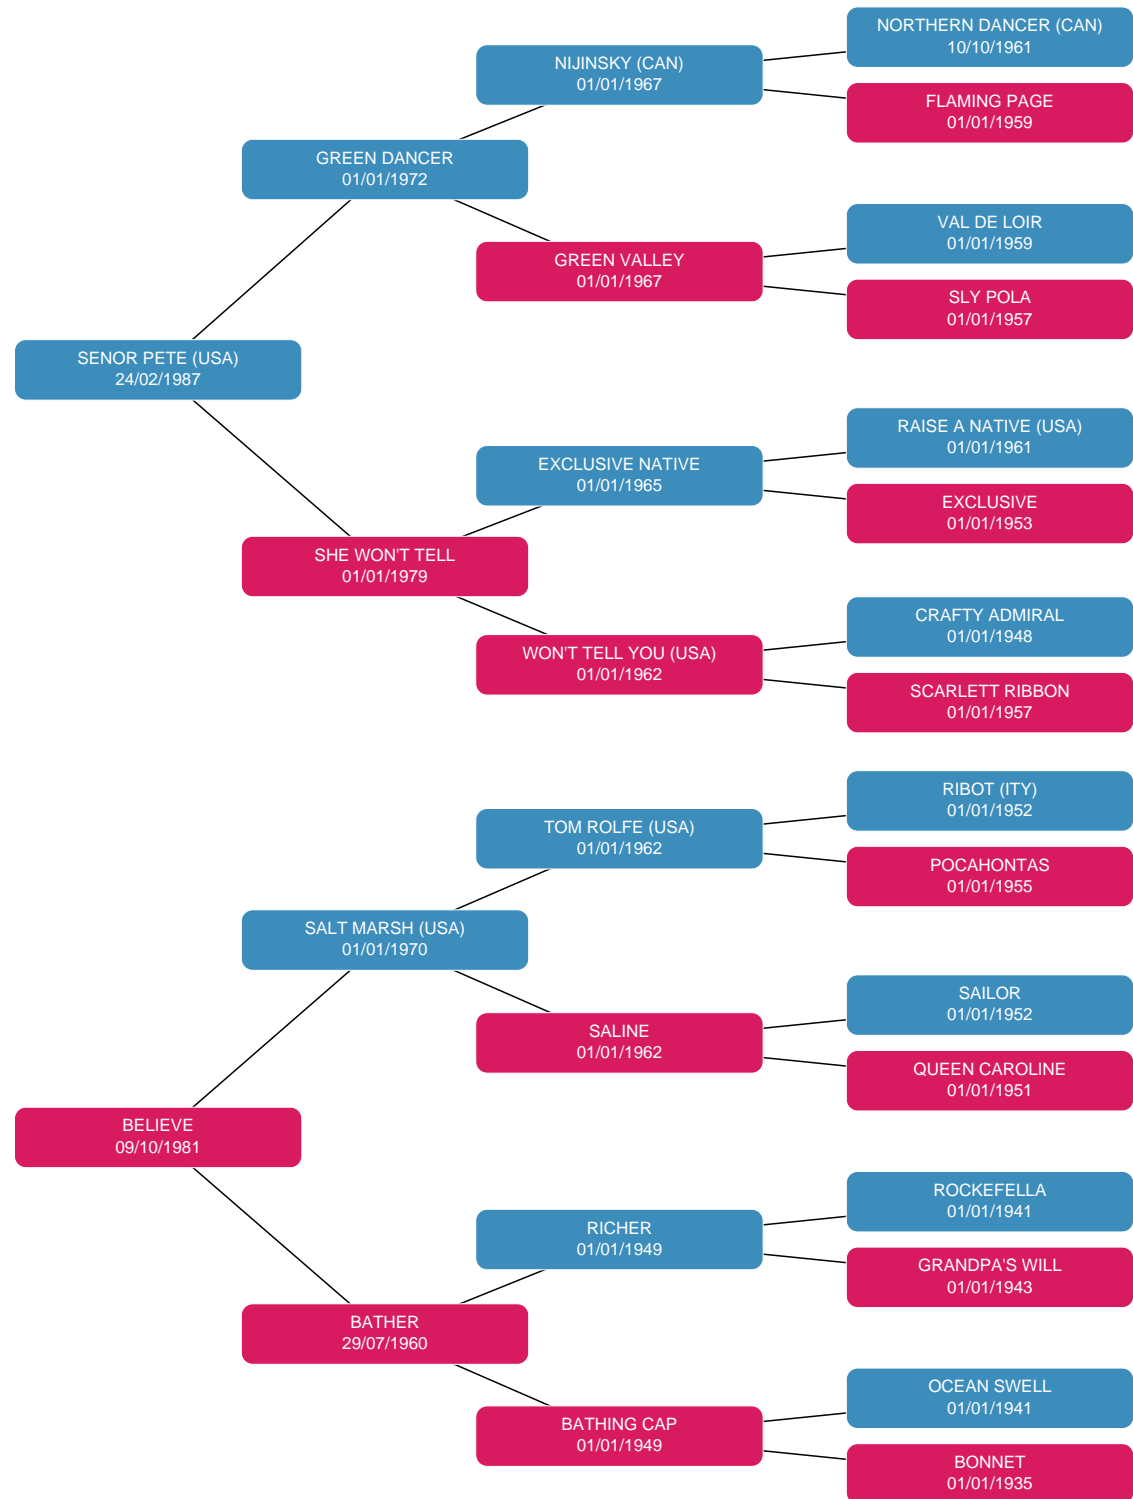 NORTHERN DANCER (CAN)
10/10/1961
NIJINSKY (CAN)
01/01/1967
FLAMING PAGE
01/01/1959
GREEN DANCER
01/01/1972
VAL DE LOIR
01/01/1959
GREEN VALLEY
01/01/1967
SLY POLA
01/01/1957
SENOR PETE (USA)
24/02/1987
RAISE A NATIVE (USA)
01/01/1961
EXCLUSIVE NATIVE
01/01/1965
EXCLUSIVE
01/01/1953
SHE WON'T TELL
01/01/1979
CRAFTY ADMIRAL
01/01/1948
WON'T TELL YOU (USA)
01/01/1962
SCARLETT RIBBON
01/01/1957
RIBOT (ITY)
01/01/1952
TOM ROLFE (USA)
01/01/1962
POCAHONTAS
01/01/1955
SALT MARSH (USA)
01/01/1970
SAILOR
01/01/1952
SALINE
01/01/1962
QUEEN CAROLINE
01/01/1951
BELIEVE
09/10/1981
ROCKEFELLA
01/01/1941
RICHER
01/01/1949
GRANDPA'S WILL
01/01/1943
BATHER
29/07/1960
OCEAN SWELL
01/01/1941
BATHING CAP
01/01/1949
BONNET
01/01/1935